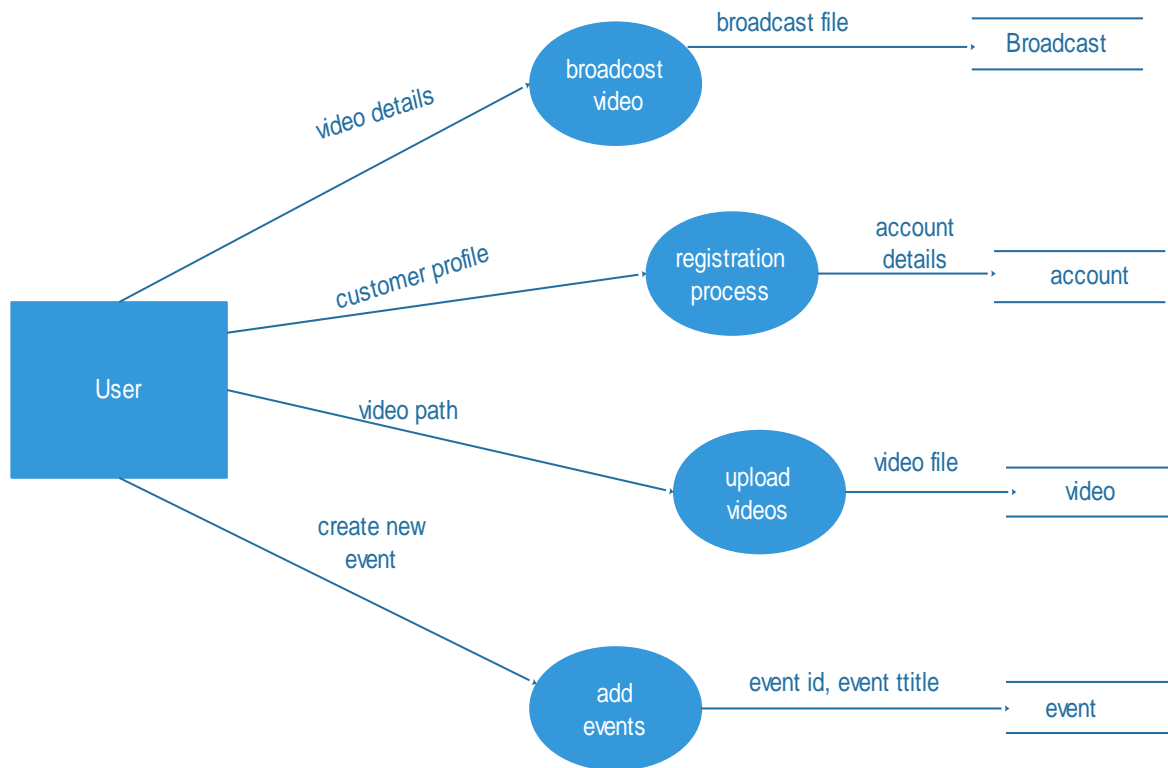 broadcast file
Broadcast
broadcost
video
video details
account
details
registration
process
account
customer profile
User
video path
video file
upload
videos
video
create new
event
event id, event ttitle
add
events
event